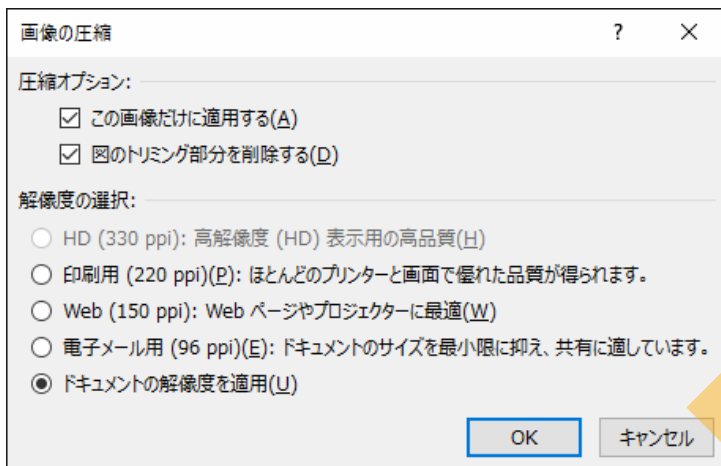 画像の圧縮 ? ×
圧縮オプション:
この画像だけに適用する(A)
図のトリミング部分を削除する(D)
解像度の選択:
HD (330 ppi): 高解像度 (HD) 表示用の高品質(H)
印刷用 (220 ppi)(P): ほとんどのプリンターと画面で優れた品質が得られます。
Web (150 ppi): Web ページやプロジェクターに最適(W)
電子メール用 (96 ppi)(E): ドキュメントのサイズを最小限に抑え、共有に適しています。
ドキュメントの解像度を適用(U)
OK キャンセル